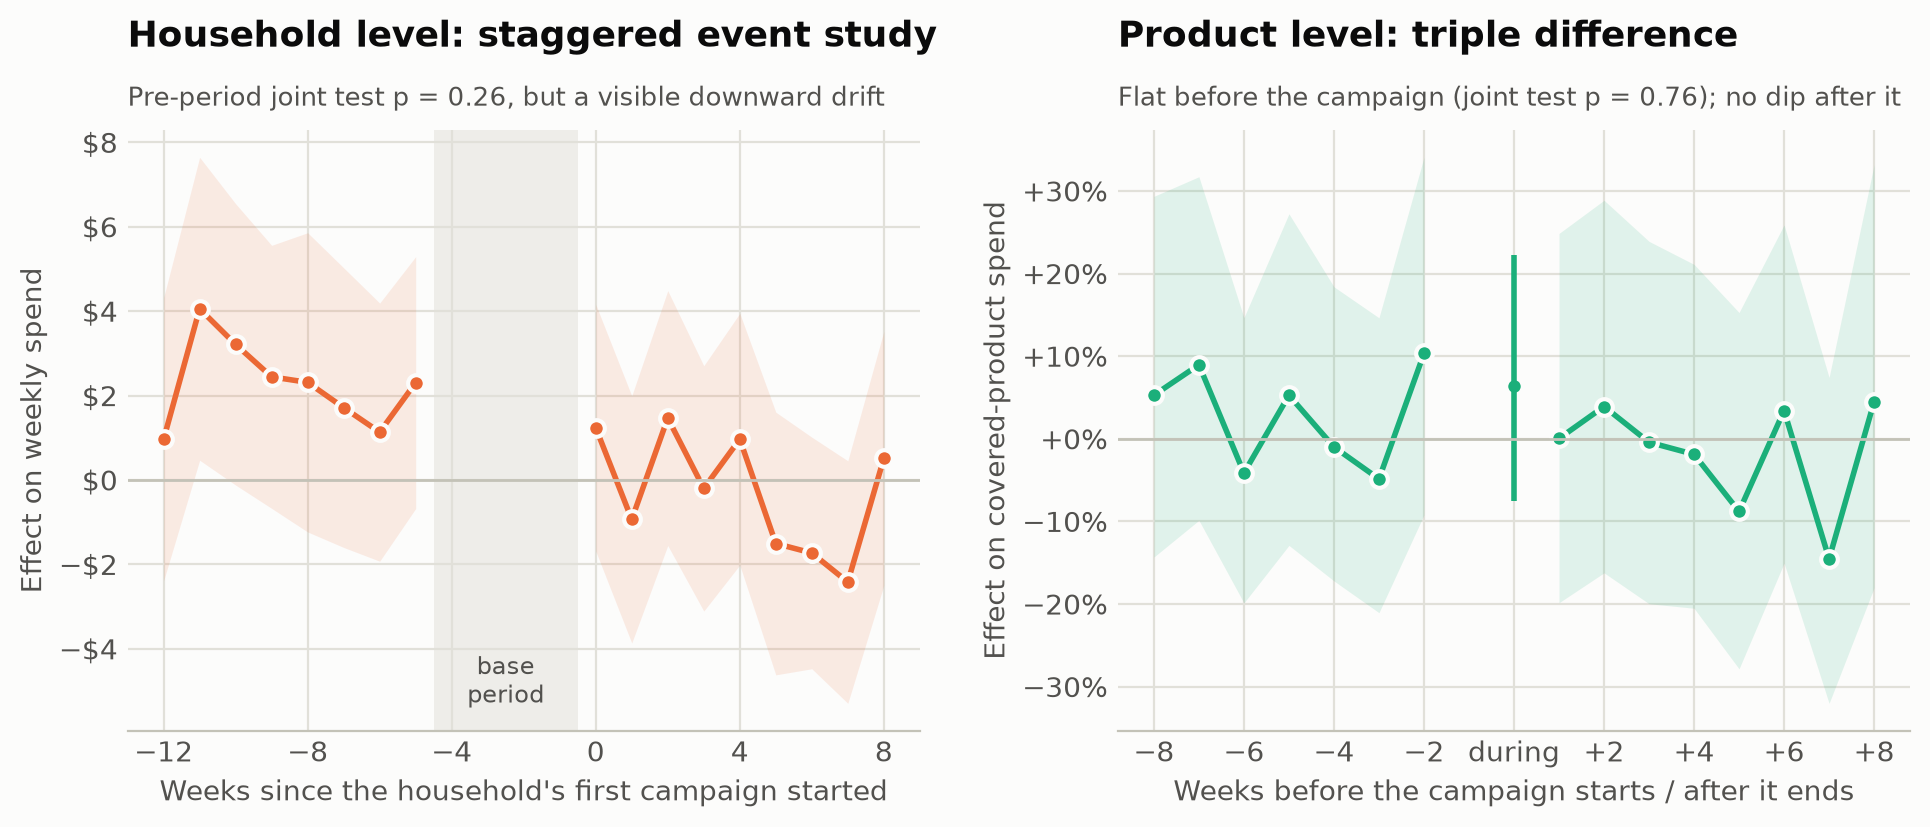 Household level: staggered event study
Pre-period joint test p = 0.26, but a visible downward drift
Effect on weekly spend
$8
$6
$4
$2
$0
−$2
−$4
base
period
−12
−8
−4
0
4
8
Weeks since the household's first campaign started
Product level: triple difference
Flat before the campaign (joint test p = 0.76); no dip after it
Effect on covered-product spend
+30%
+20%
+10%
+0%
−10%
−20%
−30%
−8
−6
−4
−2
during
+2
+4
+6
+8
Weeks before the campaign starts / after it ends